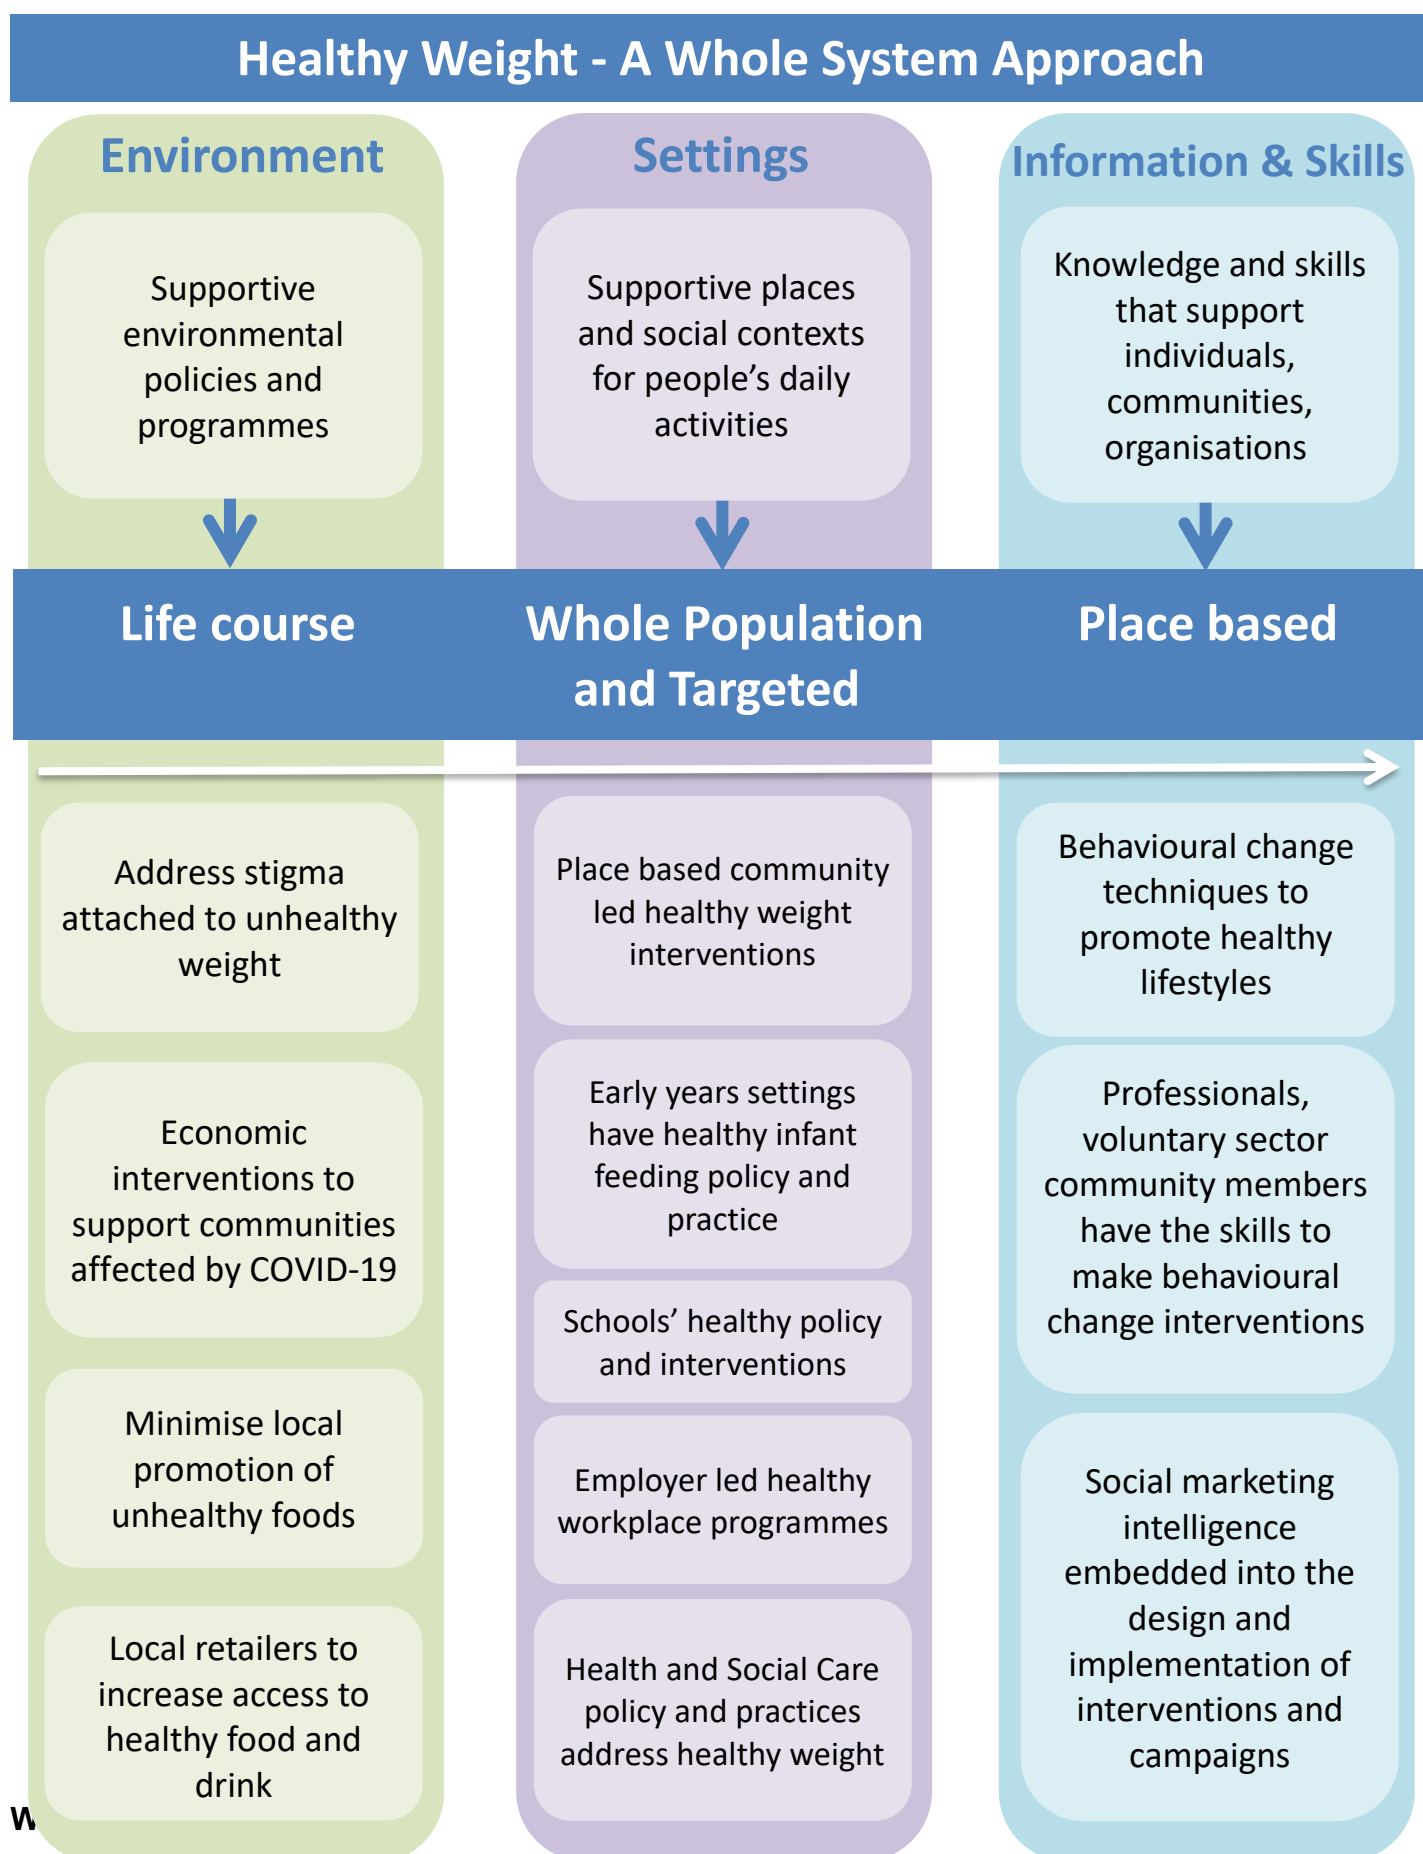 Healthy Weight - A Whole System Approach
Environment
Supportive
environmental
policies and
programmes
Settings
Supportive places
and social contexts
for people’s daily
activities
Information & Skills
Knowledge and skills
that support
individuals,
communities,
organisations
Life course
Whole Population
and Targeted
Place based
Address stigma
attached to unhealthy
weight
Economic
interventions to
support communities
affected by COVID-19
Minimise local
promotion of
unhealthy foods
Local retailers to
increase access to
healthy food and
drink
Place based community
led healthy weight
interventions
Early years settings
have healthy infant
feeding policy and
practice
Schools’ healthy policy
and interventions
Employer led healthy
workplace programmes
Health and Social Care
policy and practices
address healthy weight
Behavioural change
techniques to
promote healthy
lifestyles
Professionals,
voluntary sector
community members
have the skills to
make behavioural
change interventions
Social marketing
intelligence
embedded into the
design and
implementation of
interventions and
campaigns